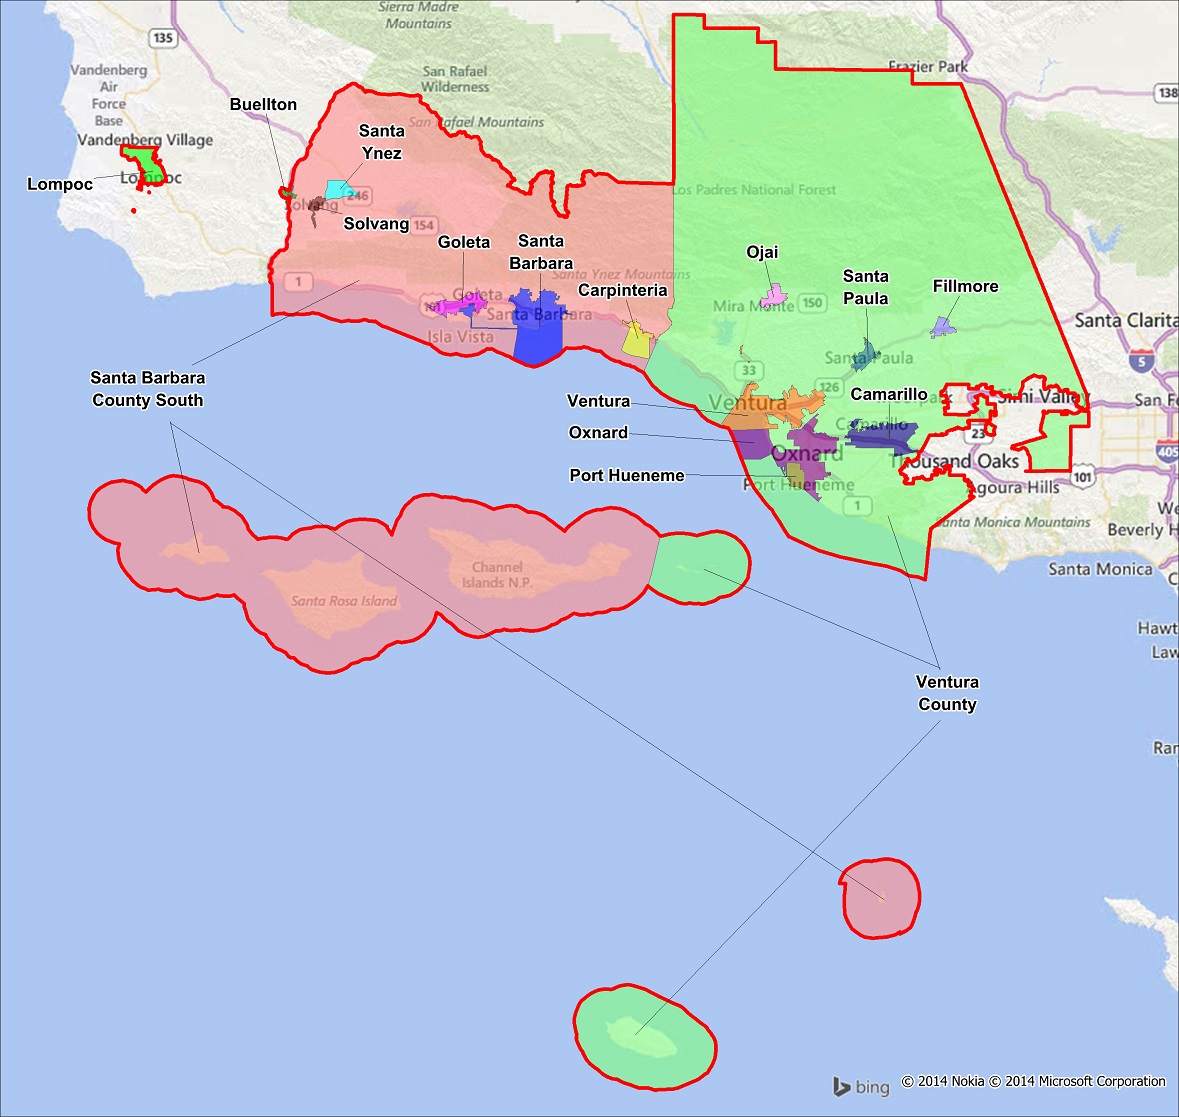 Sierra Madre
Mountains
135
Frazier Park
Vandenberg
Air
Force
Base
San Rafael
Wilderness
138
Buellton
San Rafael Mountains
Vandenberg Village
Santa
Ynez
Lompoc
Lompoc
Los Padres National Forest
246
Solvang
Solvang
154
Goleta
Santa
Barbara
Ojai
Santa
Paula
Santa Ynez Mountains
1
Carpinteria
Fillmore
Goleta
101
Mira Monte
150
Santa Barbara
Isla Vista
Santa Clarita
Santa Paula
5
Santa Barbara
County South
33
126
Camarillo
Simi Valley
Ventura
Ventura
San Fe
Camarillo
Oxnard
23
Oxnard
405
Thousand Oaks
Port Hueneme
Port Hueneme
101
Agoura Hills
1
We
Santa Monica Mountains
Beverly H
Channel
Islands N.P.
Santa Monica
C
Santa Rosa Island
Hawt
Law
Ventura
County
Ran
bing
© 2014 Nokia © 2014 Microsoft Corporation